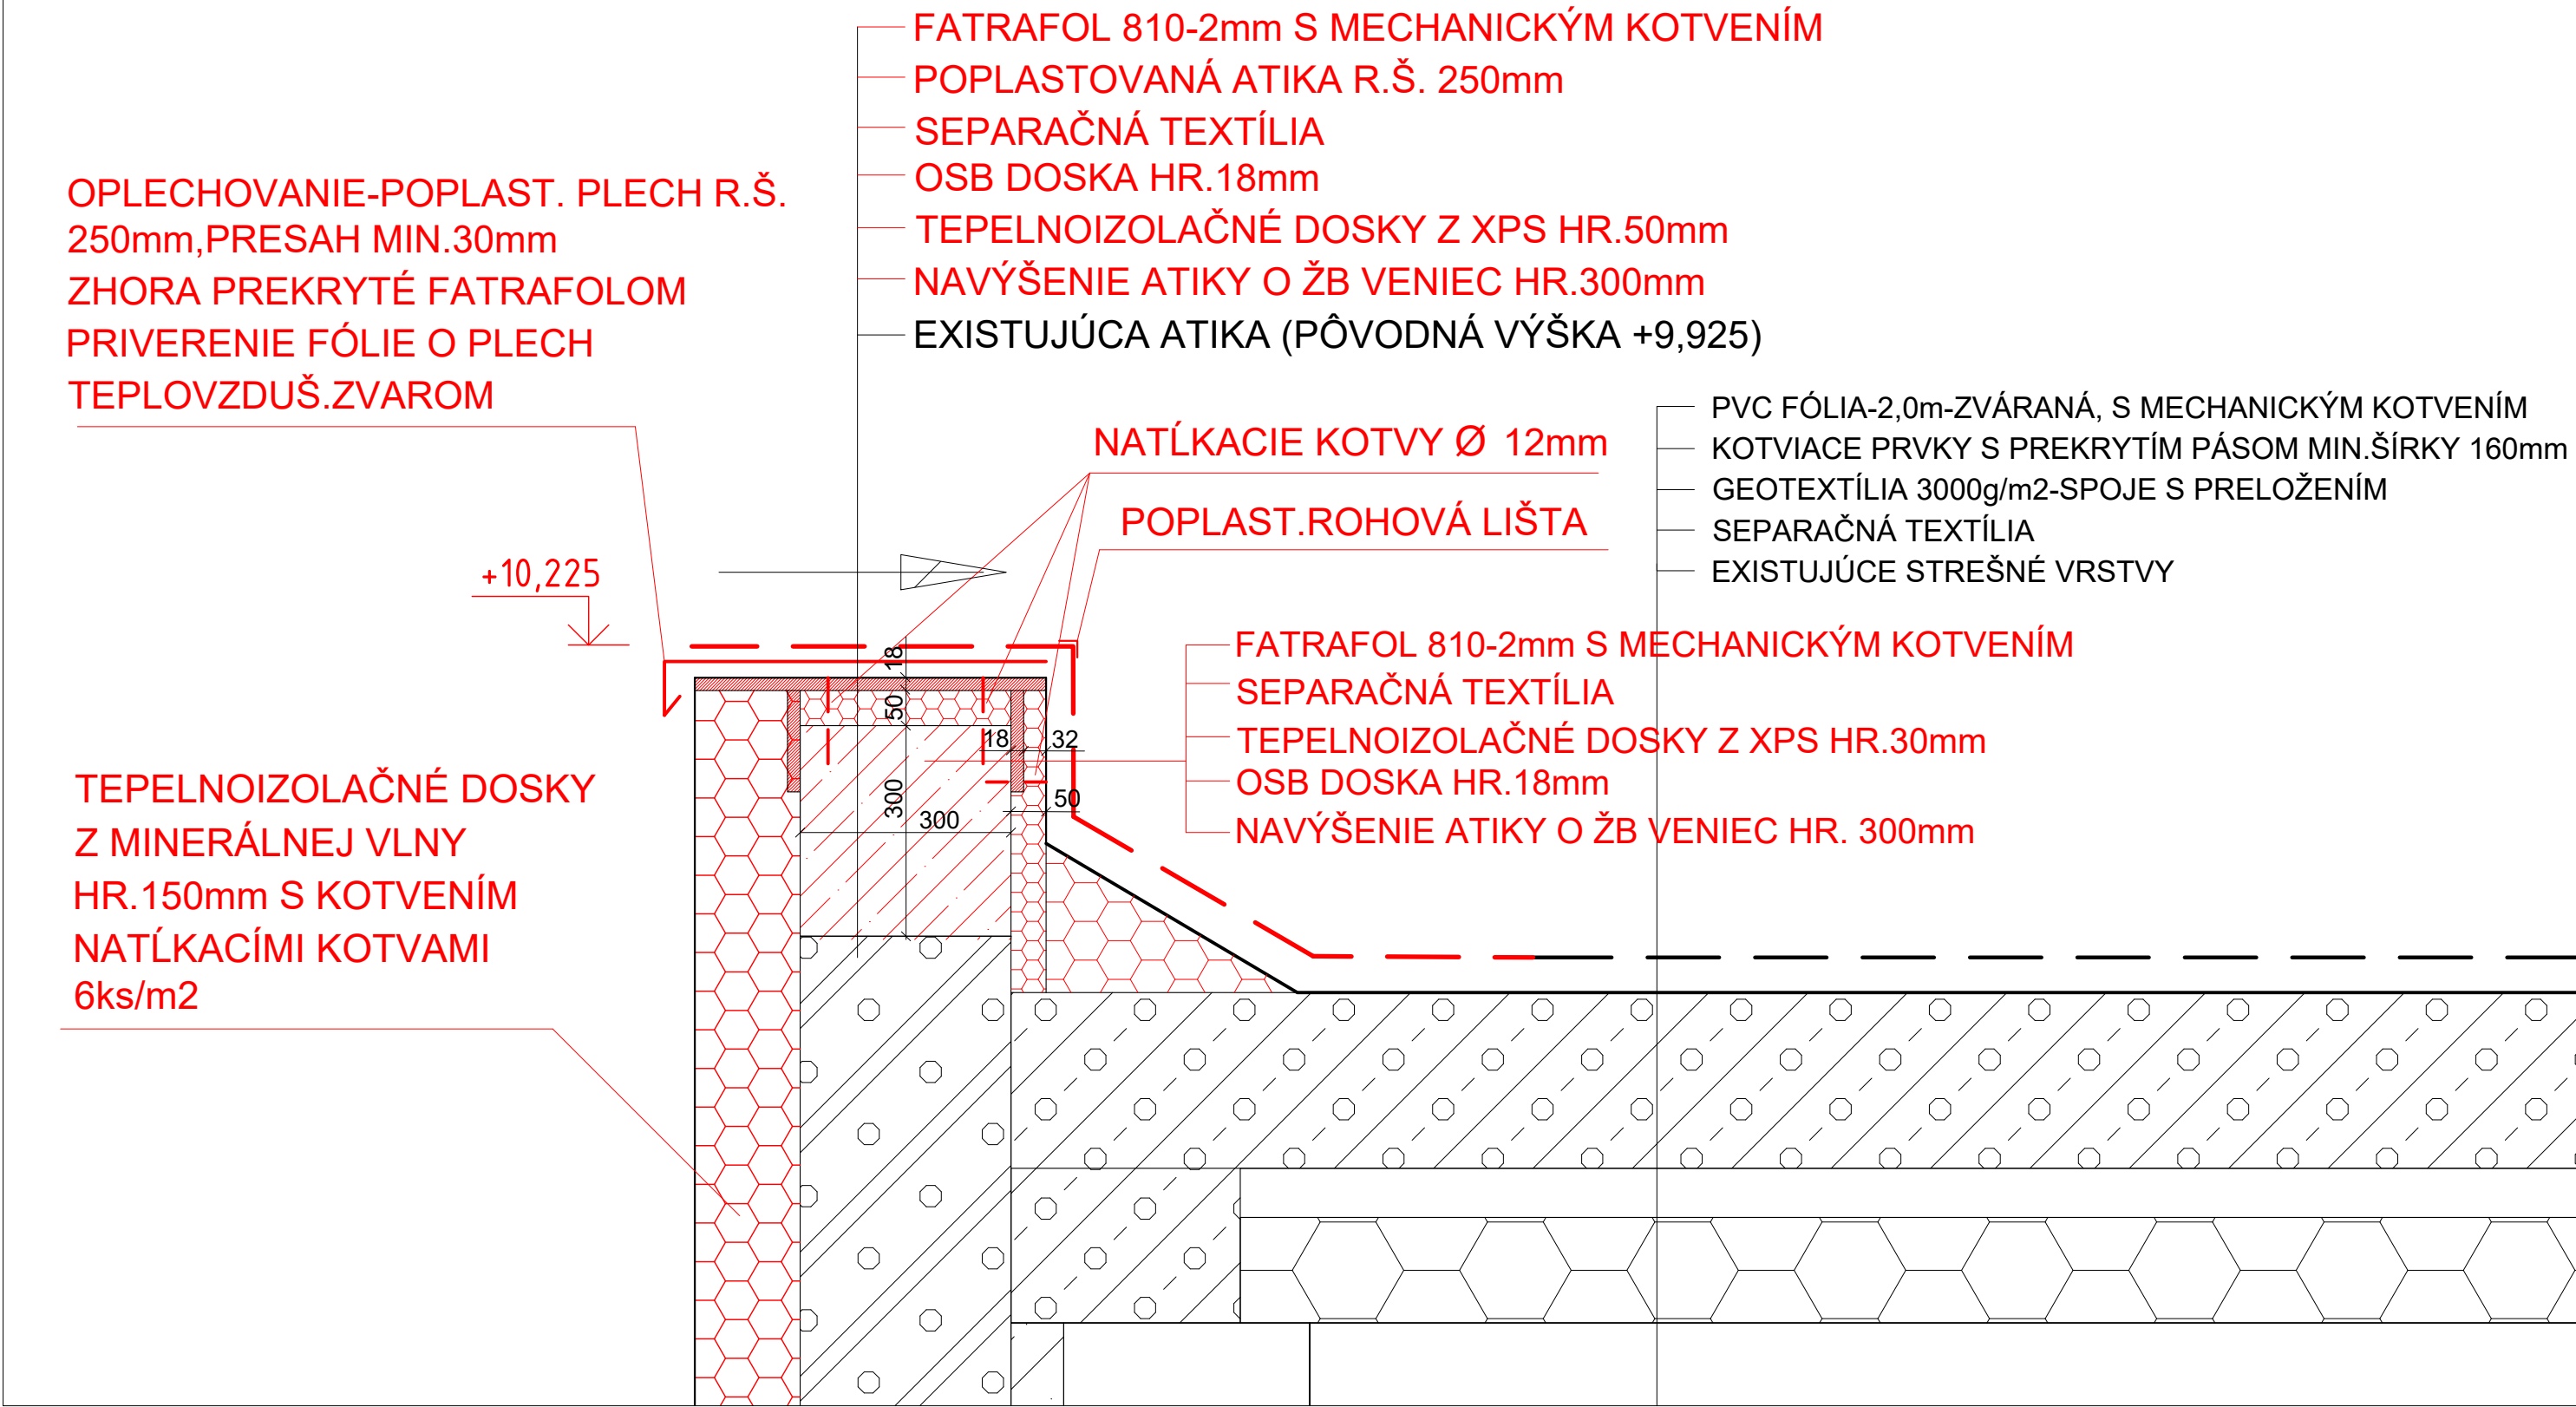 FATRAFOL 810-2mm S MECHANICKÝM KOTVENÍM
POPLASTOVANÁ ATIKA R.Š. 250mm
SEPARAČNÁ TEXTÍLIA
OSB DOSKA HR.18mm
TEPELNOIZOLAČNÉ DOSKY Z XPS HR.50mm
NAVÝŠENIE ATIKY O ŽB VENIEC HR.300mm
EXISTUJÚCA ATIKA (PÔVODNÁ VÝŠKA +9,925)
OPLECHOVANIE-POPLAST. PLECH R.Š.
250mm,PRESAH MIN.30mm
ZHORA PREKRYTÉ FATRAFOLOM
PRIVERENIE FÓLIE O PLECH
TEPLOVZDUŠ.ZVAROM
PVC FÓLIA-2,0m-ZVÁRANÁ, S MECHANICKÝM KOTVENÍM
KOTVIACE PRVKY S PREKRYTÍM PÁSOM MIN.ŠÍRKY 160mm
GEOTEXTÍLIA 3000g/m2-SPOJE S PRELOŽENÍM
SEPARAČNÁ TEXTÍLIA
EXISTUJÚCE STREŠNÉ VRSTVY
NATĹKACIE KOTVY Ø 12mm
POPLAST.ROHOVÁ LIŠTA
+10,225
FATRAFOL 810-2mm S MECHANICKÝM KOTVENÍM
SEPARAČNÁ TEXTÍLIA
TEPELNOIZOLAČNÉ DOSKY Z XPS HR.30mm
OSB DOSKA HR.18mm
NAVÝŠENIE ATIKY O ŽB VENIEC HR. 300mm
18
50
18
32
300
50
300
TEPELNOIZOLAČNÉ DOSKY
Z MINERÁLNEJ VLNY
HR.150mm S KOTVENÍM
NATĹKACÍMI KOTVAMI
6ks/m2